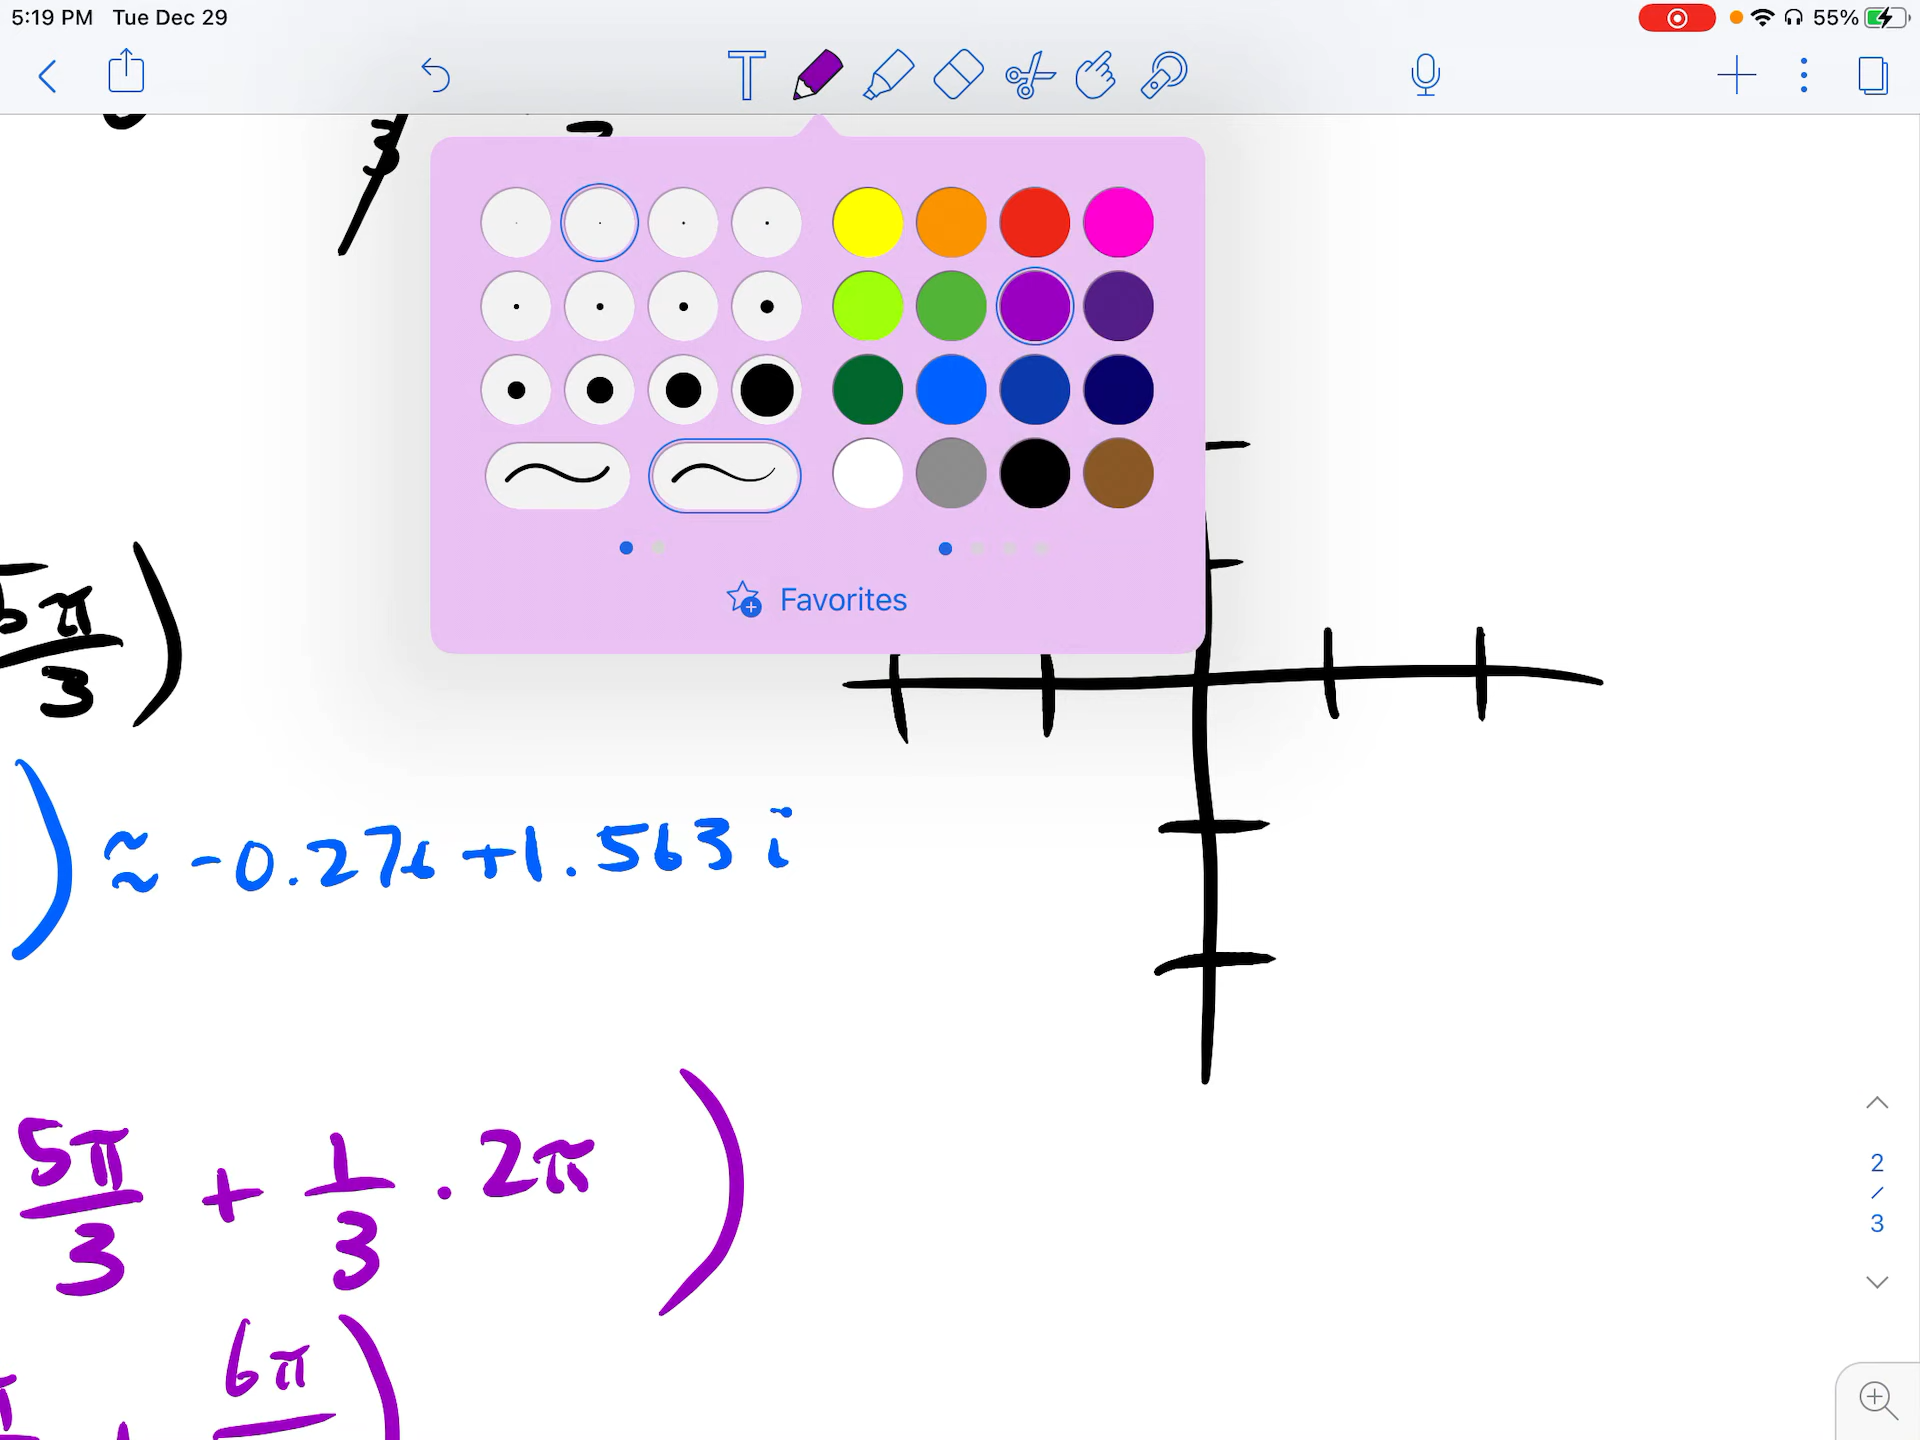 5:19 PM Tue Dec 29
55%
T
3
Favorites
5π
3 )
) ≈ -0.276 + 1.563 i
5π/3 + 1/3 . 2π )
6π )
+
2
/
3